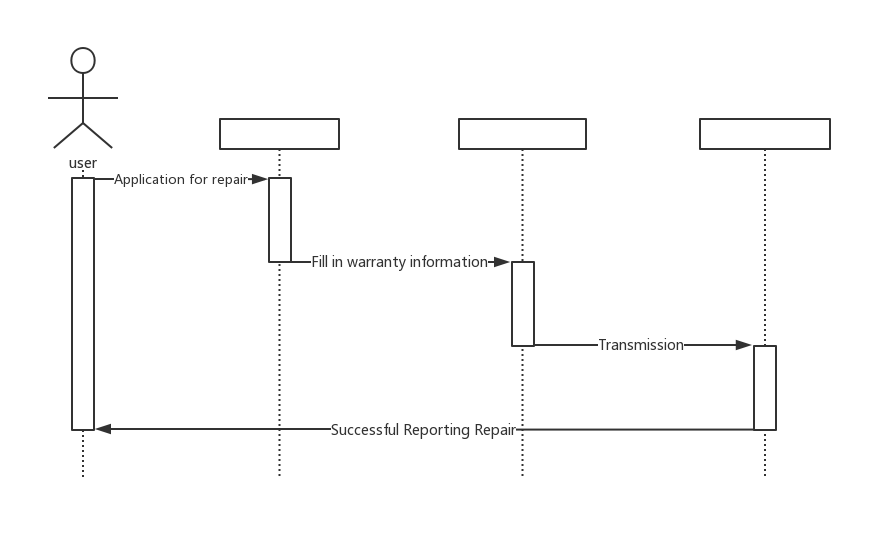 user
Application for repair
Fill in warranty information
Transmission
Successful Reporting Repair